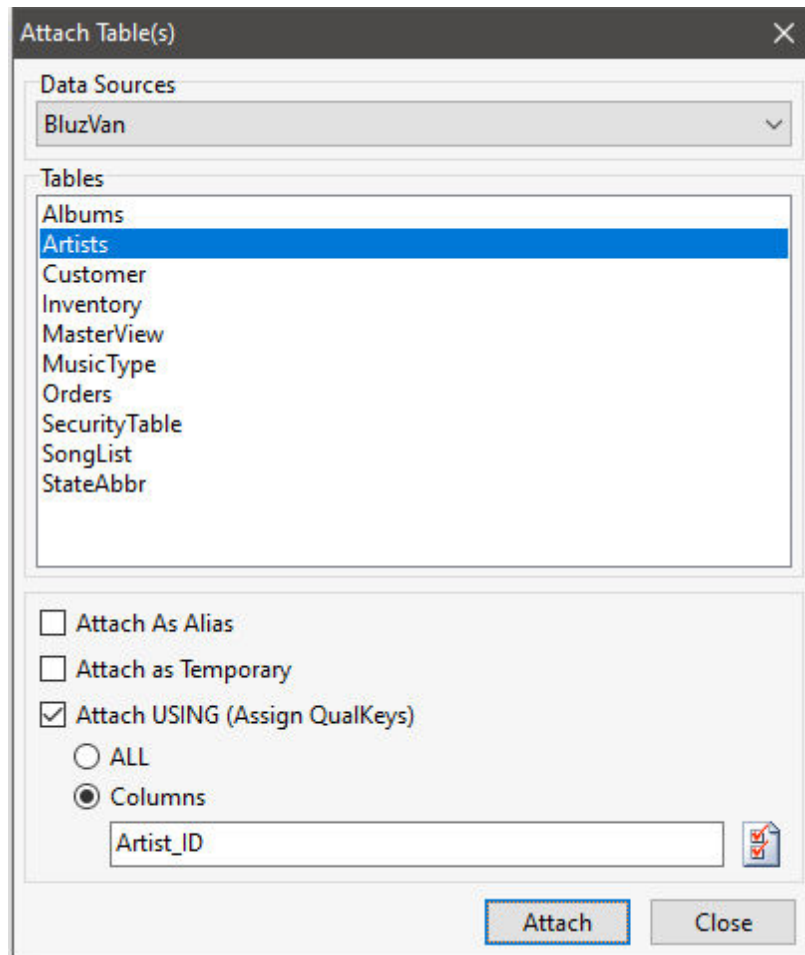 Attach Table(s)
Data Sources
BluzVan
Tables
Albums
Artists
Customer
Inventory
MasterView
MusicType
Orders
SecurityTable
SongList
StateAbbr
Attach As Alias
Attach as Temporary
Attach USING (Assign QualKeys)
ALL
Columns
Artist_ID
Attach Close